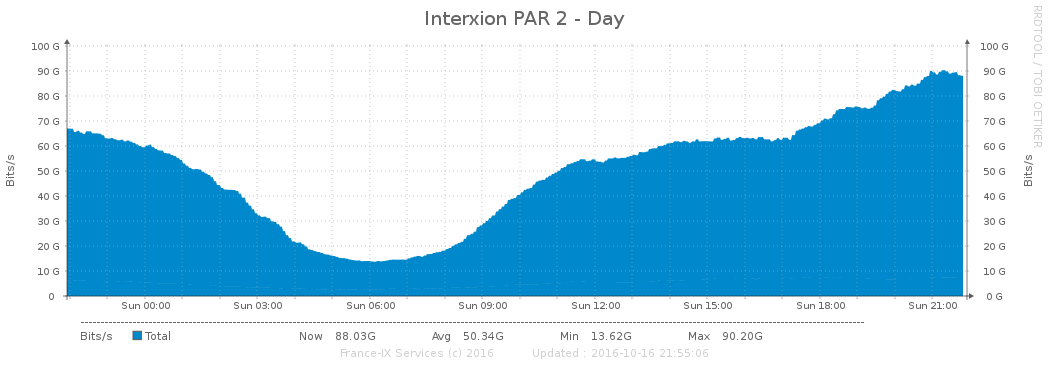 Interxion PAR 2 - Day
RRDTOOL / TOBI OETIKER
Bits/s
100 G 100 G
90 G 90 G
80 G 80 G
70 G 70 G
60 G 60 G
50 G 50 G
40 G 40 G
30 G 30 G
20 G 20 G
10 G 10 G
0 0 G
Bits/s
Sun 00:00 Sun 03:00 Sun 06:00 Sun 09:00 Sun 12:00 Sun 15:00 Sun 18:00 Sun 21:00
Bits/s Total Now 88.03G Avg 50.34G Min 13.62G Max 90.20G
France-IX Services (c) 2016 Updated : 2016-10-16 21:55:06